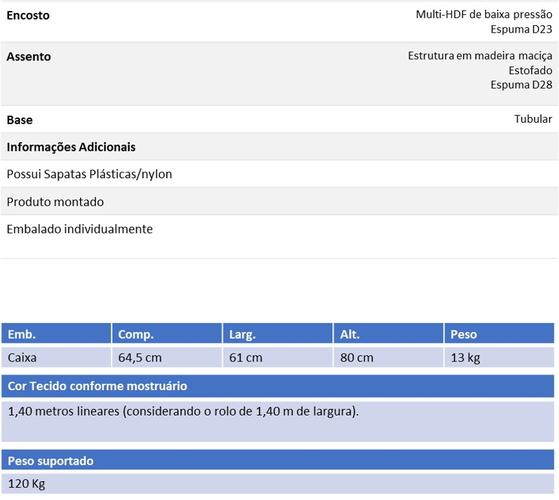 Encosto
Multi-HDF de baixa pressão
Espuma D23
Assento
Estrutura em madeira maciça
Estofado
Espuma D28
Base
Tubular
Informações Adicionais
Possui Sapatas Plásticas/nylon
Produto montado
Embalado individualmente
Emb. Comp. Larg. Alt. Peso
Caixa 64,5 cm 61 cm 80 cm 13 kg
Cor Tecido conforme mostruário
1,40 metros lineares (considerando o rolo de 1,40 m de largura).
Peso suportado
120 Kg